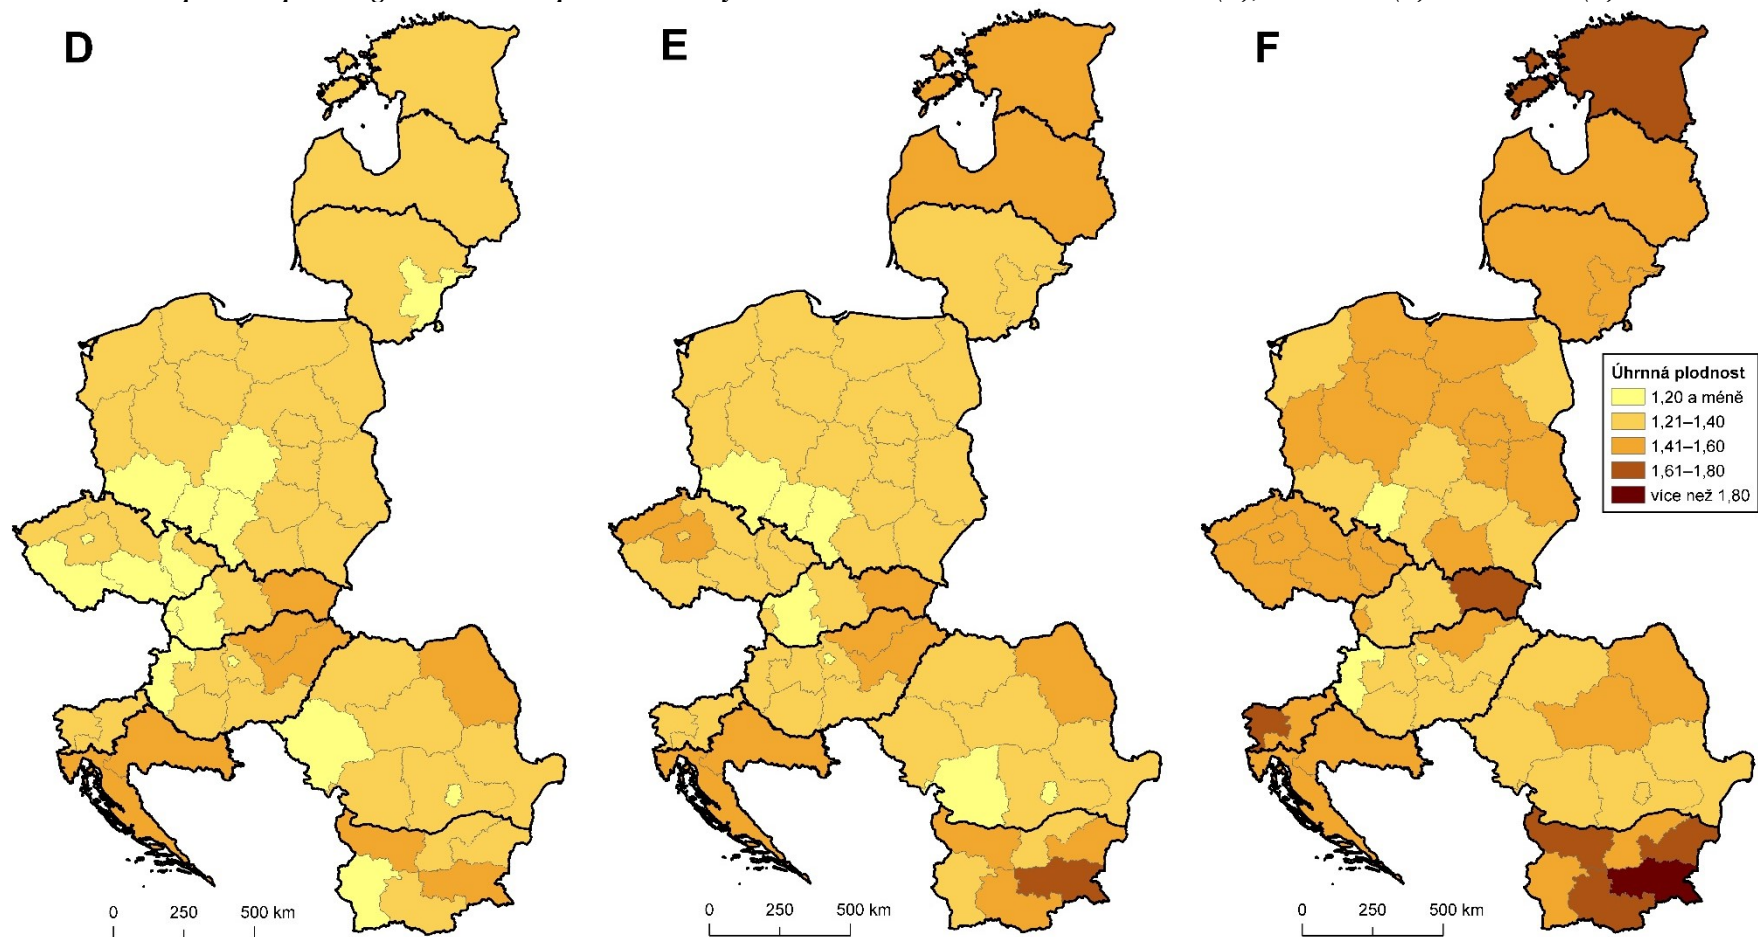 D
E
F
Úhrnná plodnost
1,20 a méně
1,21–1,40
1,41–1,60
1,61–1,80
více než 1,80
0 250 500 km
0 250 500 km
0 250 500 km